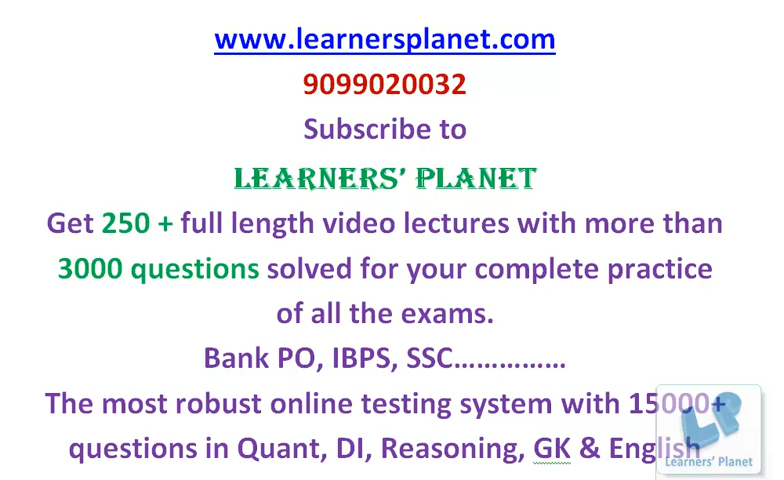 www.learnersplanet.com
9099020032
Subscribe to
LEARNERS' PLANET
Get 250 + full length video lectures with more than
3000 questions solved for your complete practice
of all the exams.
Bank PO, IBPS, SSC……………
The most robust online testing system with 15000+
questions in Quant, DI, Reasoning, GK & English
LP
Learners' Planet